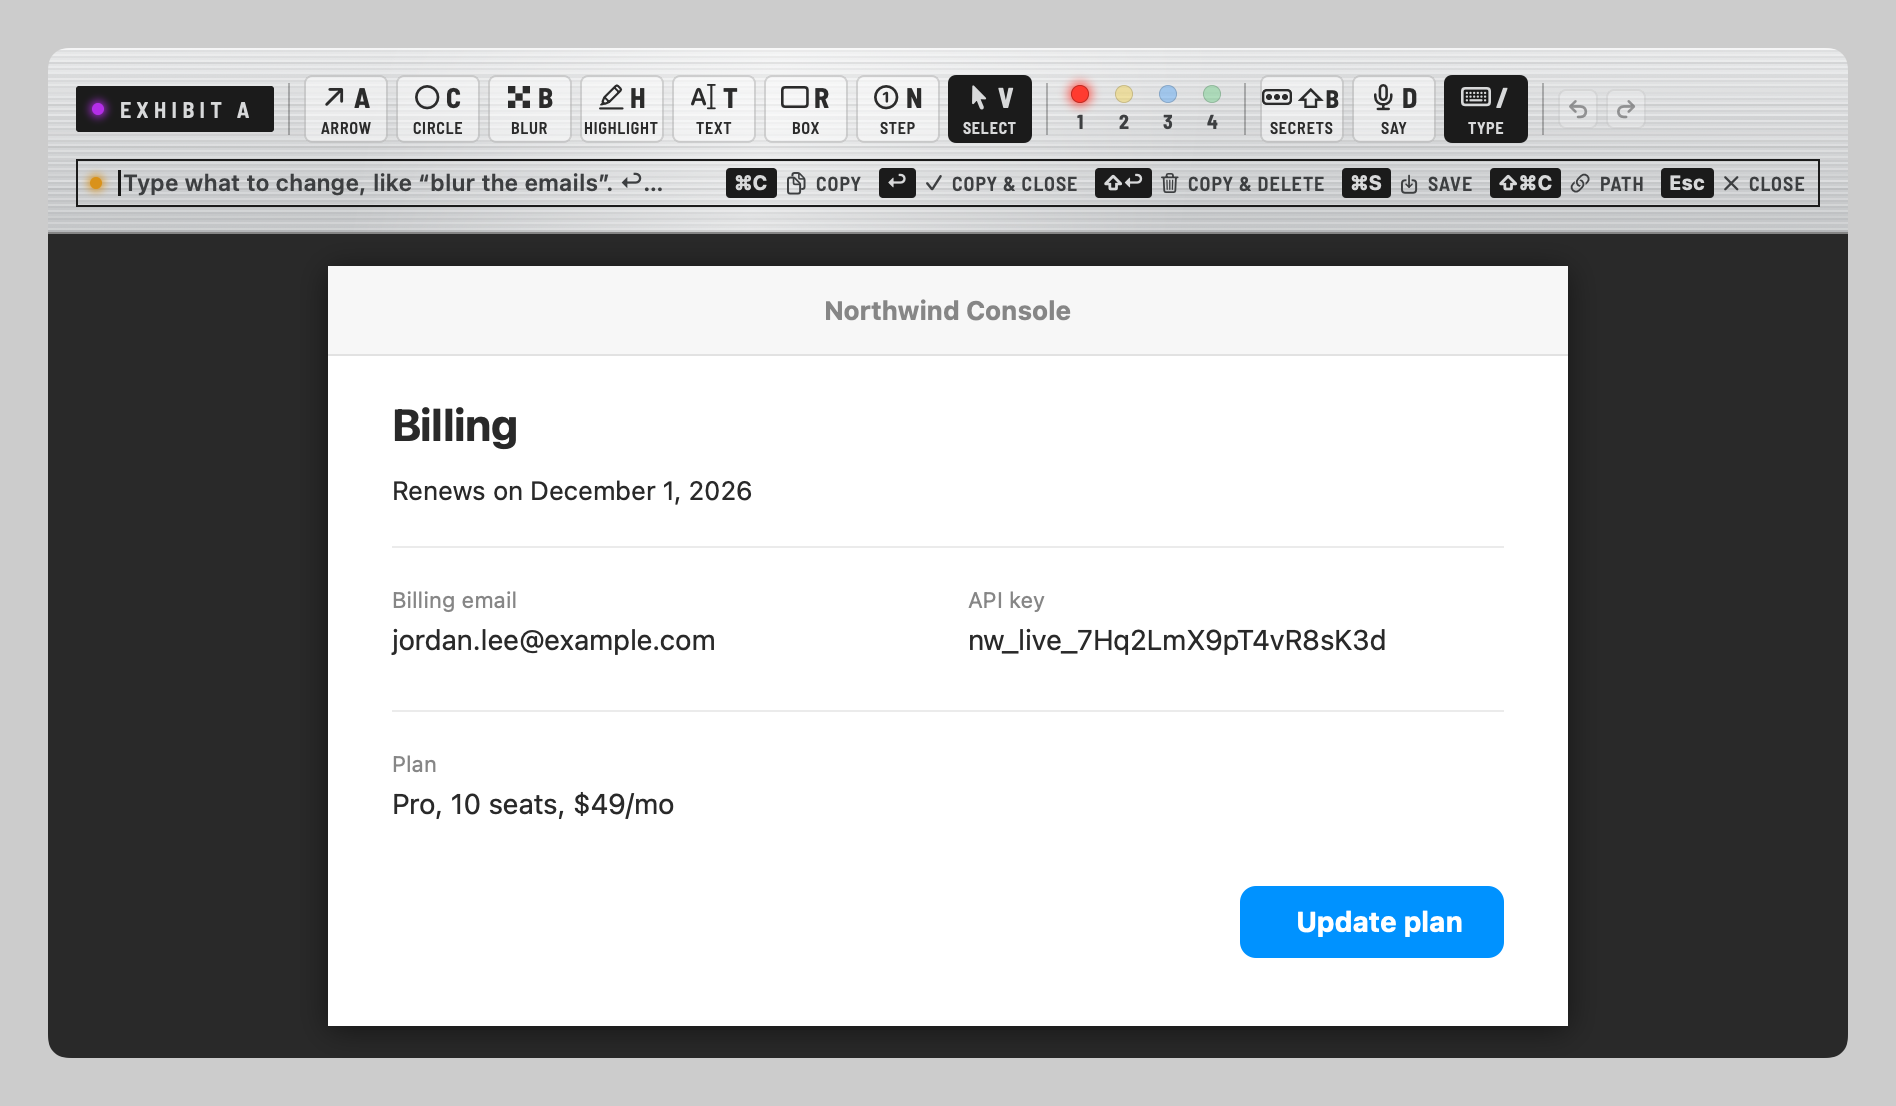 EXHIBIT A
A ARROW
C CIRCLE
B BLUR
H HIGHLIGHT
T TEXT
R BOX
1 N STEP
V SELECT
1 2 3 4
⇧B SECRETS
D SAY
/ TYPE
Type what to change, like “blur the emails”. ↩...
⌘C COPY
↩ COPY & CLOSE
⇧↩ COPY & DELETE
⌘S SAVE
⇧⌘C PATH
Esc CLOSE
Northwind Console
Billing
Renews on December 1, 2026
Billing email
jordan.lee@example.com
API key
nw_live_7Hq2LmX9pT4vR8sK3d
Plan
Pro, 10 seats, $49/mo
Update plan